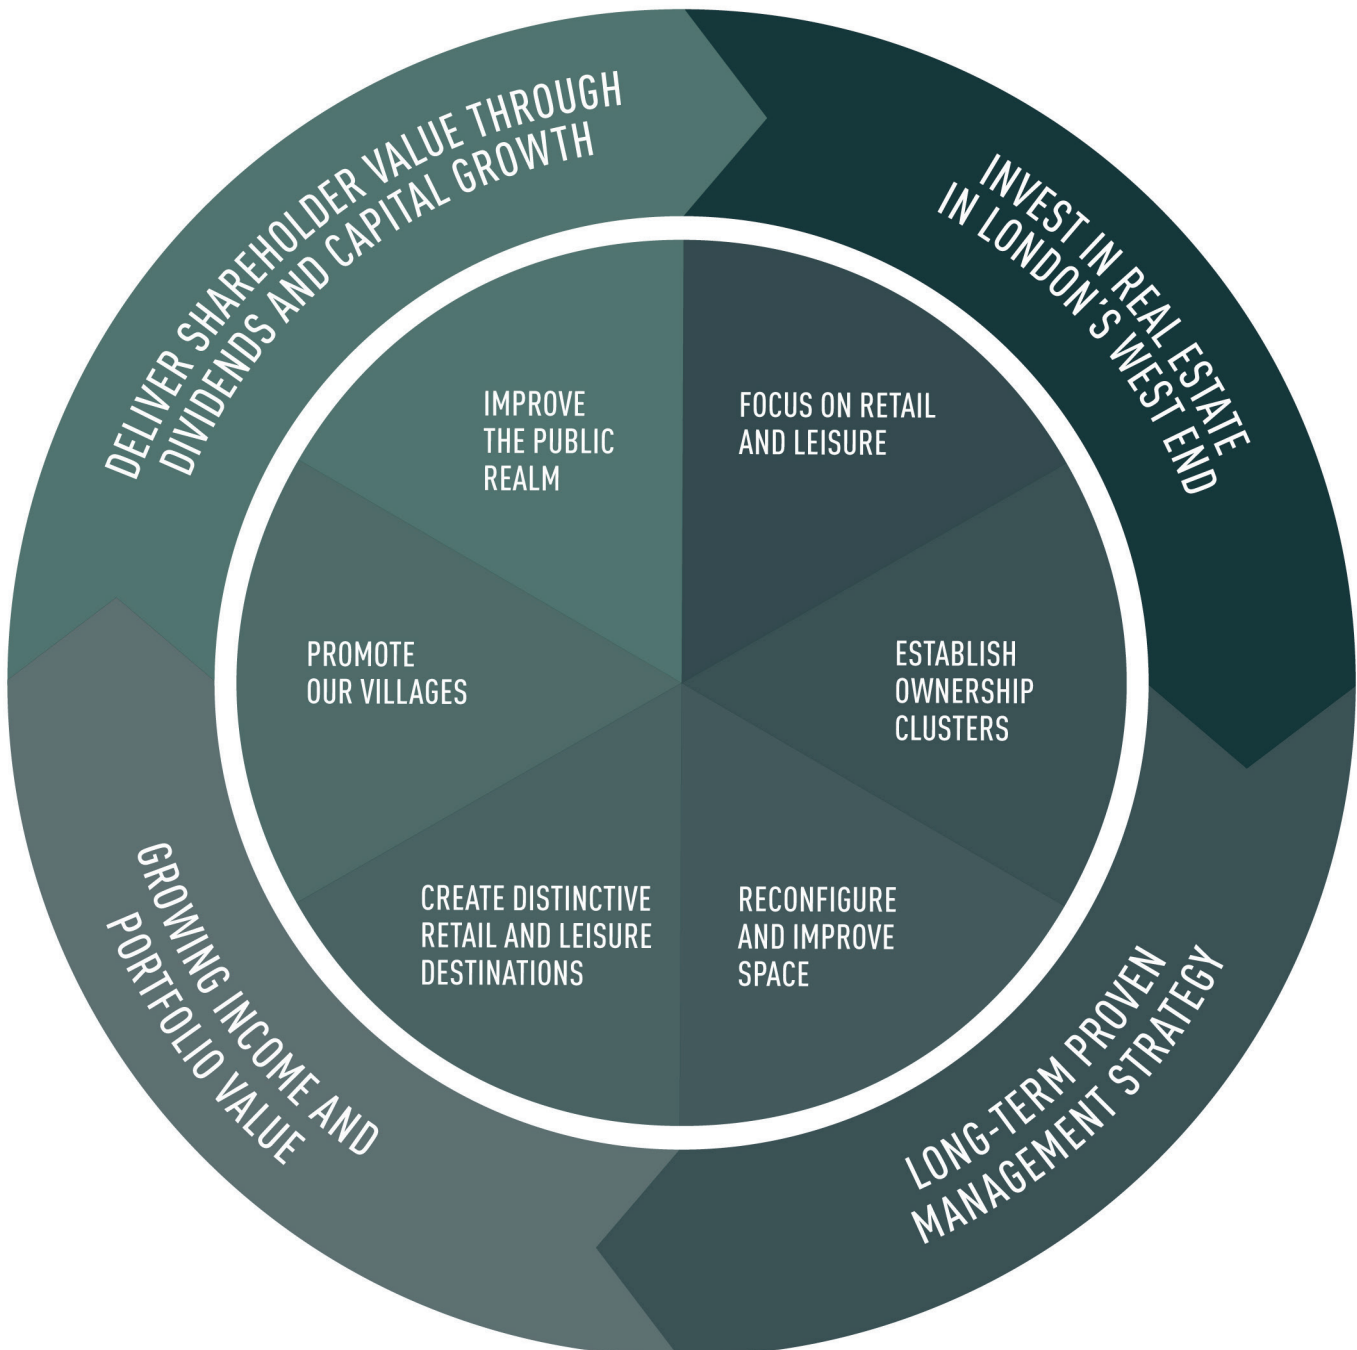 DELIVER SHAREHOLDER VALUE THROUGH
DIVIDENDS AND CAPITAL GROWTH
INVEST IN REAL ESTATE
IN LONDON'S WEST END
LONG-TERM PROVEN
MANAGEMENT STRATEGY
GROWING INCOME AND
PORTFOLIO VALUE
IMPROVE
THE PUBLIC
REALM
FOCUS ON RETAIL
AND LEISURE
ESTABLISH
OWNERSHIP
CLUSTERS
RECONFIGURE
AND IMPROVE
SPACE
CREATE DISTINCTIVE
RETAIL AND LEISURE
DESTINATIONS
PROMOTE
OUR VILLAGES